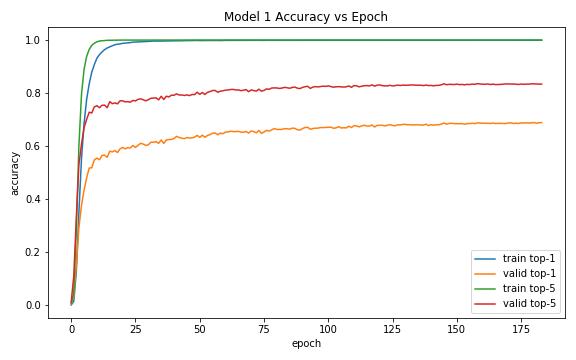 Model 1 Accuracy vs Epoch
accuracy
1.0
0.8
0.6
0.4
0.2
0.0
0 25 50 75 100 125 150 175
epoch
train top-1
valid top-1
train top-5
valid top-5